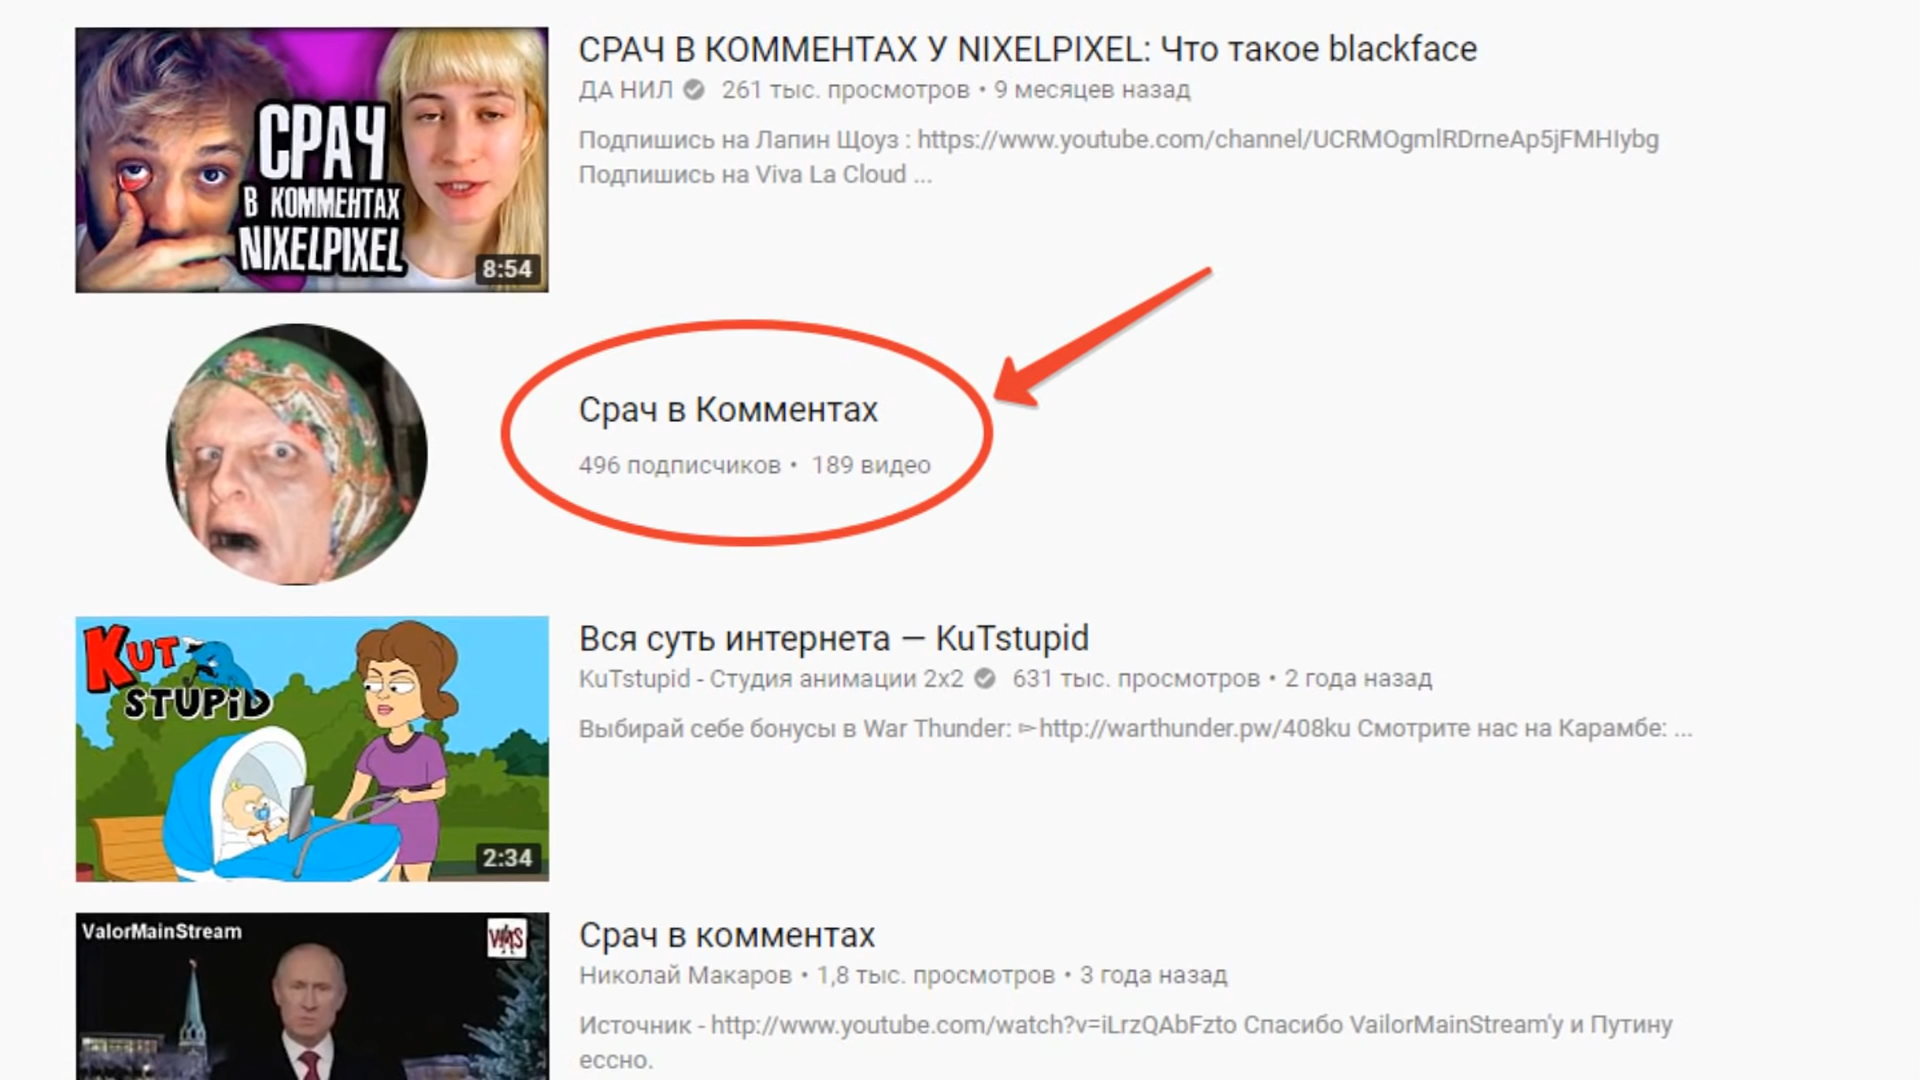 СРАЧ
В КОММЕНТАХ
NIXELPIXEL
8:54
СРАЧ В КОММЕНТАХ У NIXELPIXEL: Что такое blackface
ДА НИЛ 261 тыс. просмотров • 9 месяцев назад
Подпишись на Лапин Щоуз : https://www.youtube.com/channel/UCRMOgmlRDrneAp5jFMHIybg
Подпишись на Viva La Cloud ...
Срач в Комментах
496 подписчиков • 189 видео
KUT
STUPiD
2:34
Вся суть интернета — KuTstupid
KuTstupid - Студия анимации 2x2 631 тыс. просмотров • 2 года назад
Выбирай себе бонусы в War Thunder: ▻http://warthunder.pw/408ku Смотрите нас на Карамбе: ...
ValorMainStream
VMS
Срач в комментах
Николай Макаров • 1,8 тыс. просмотров • 3 года назад
Источник - http://www.youtube.com/watch?v=iLrzQAbFzto Спасибо VailorMainStream'у и Путину
ессно.